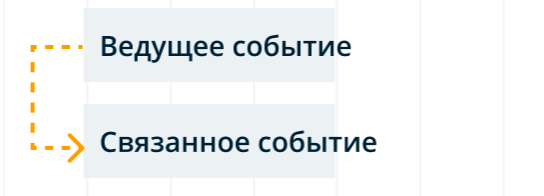 Ведущее событие
Связанное событие